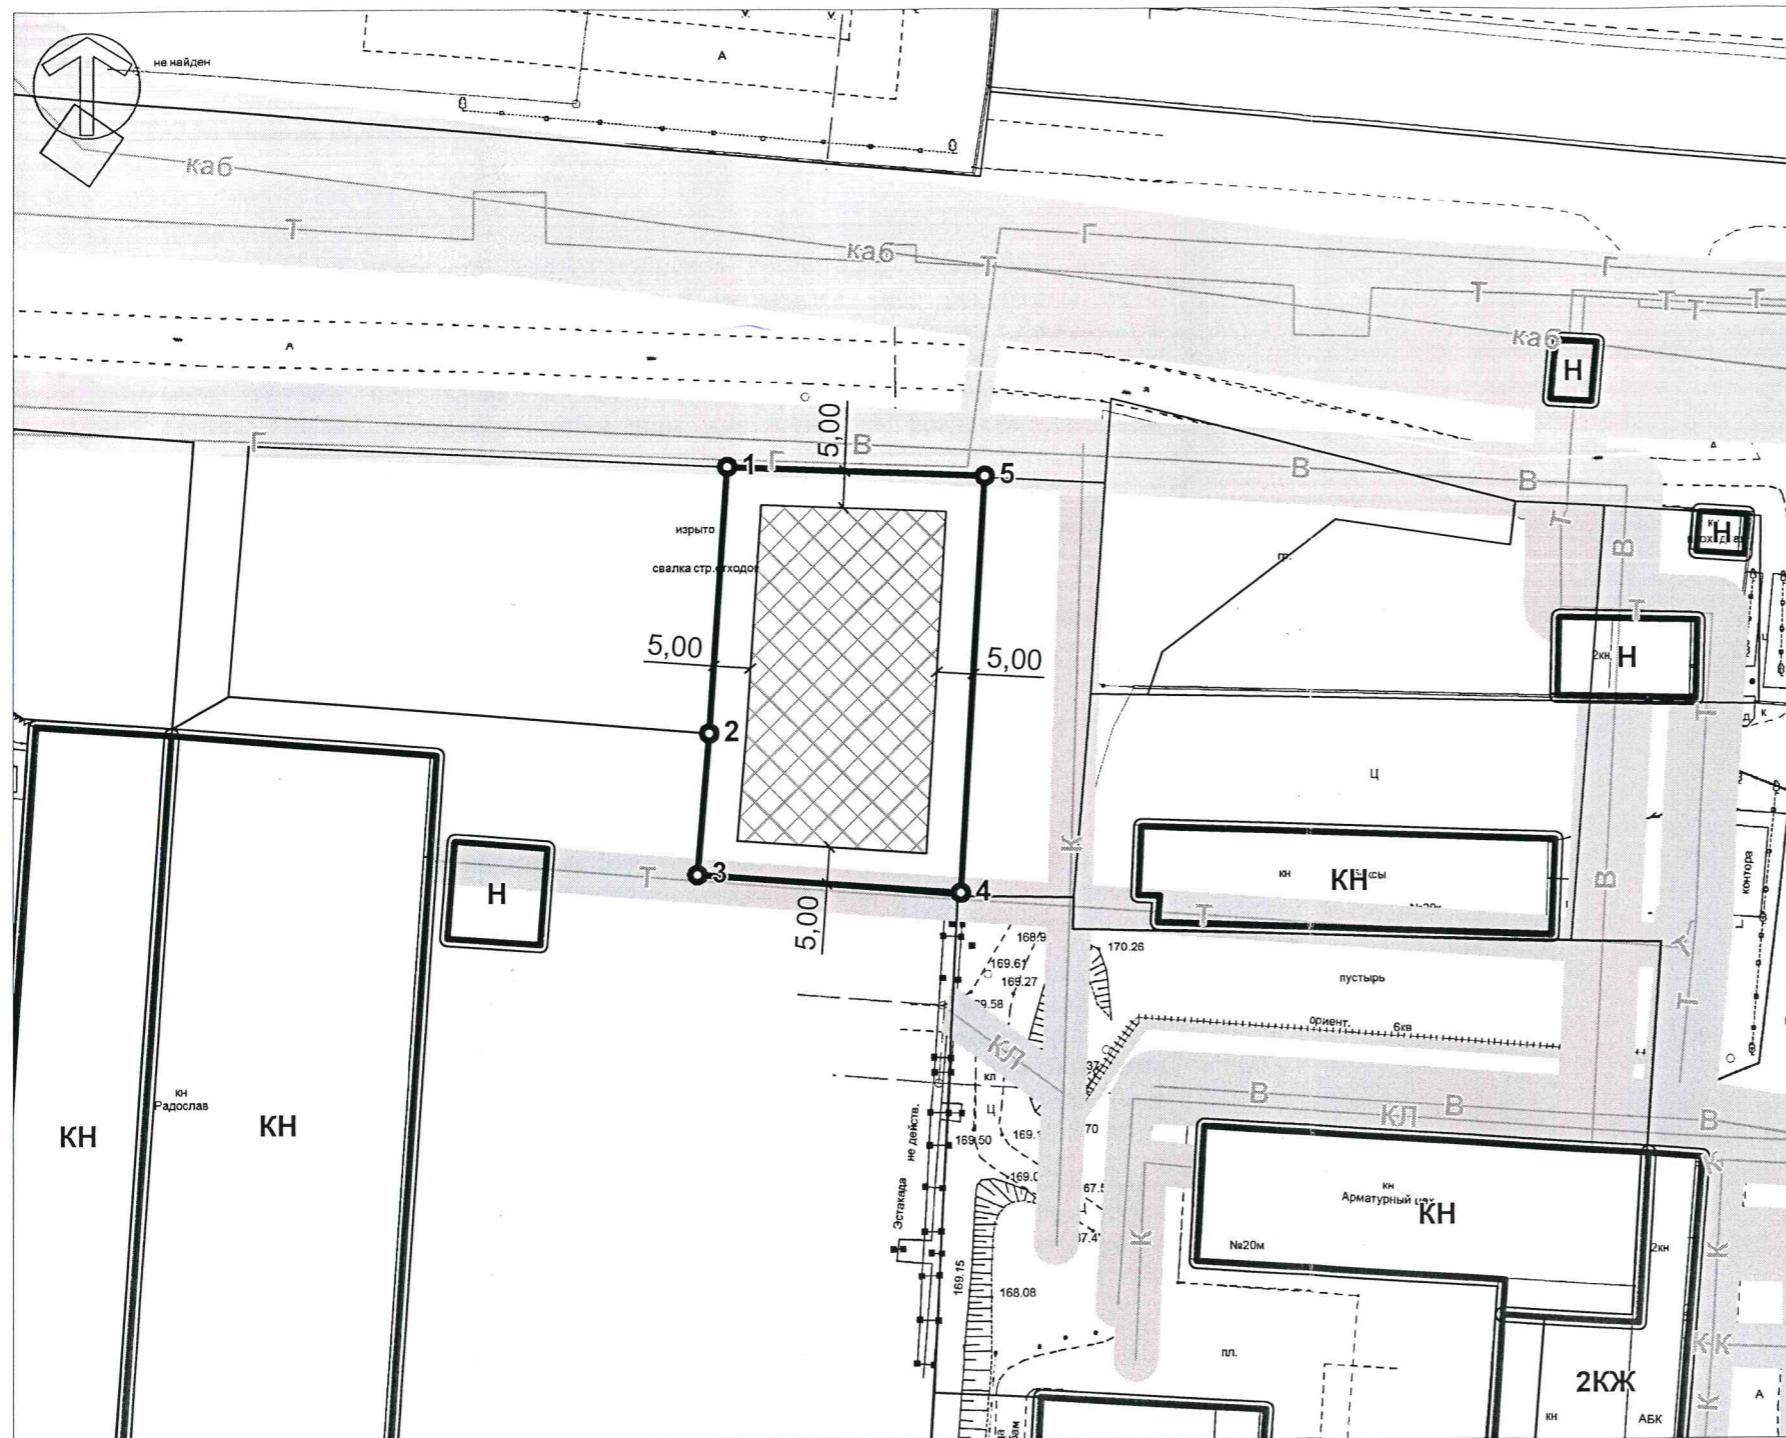 не найден
А
каб
Т
каб
Т
Г
Г
Т
Т
Т
Т
каб
Н
А
я
А
Г
1
Г
5,00
В
5
В
В
изрыто
свалка стр.отходов
гр.
Т
В
Н
Т
5,00
5,00
2кн
Н
2
Т
д
К
Ц
Ц
К
3
Т
Н
4
5,00
кн
КН
Т
В
контора
Т
168.9
169.61
169.27
170.26
пустырь
Т
ориент.
6кв
КЛ
кл
Ц
В
КЛ
В
В
кн
Радослав
КН
КН
Эстакада
не действ.
169.50
К
кн
Арматурный цех
КН
№20м
2кн
К
К
169.15
168.08
пл.
К
К
2КЖ
К
А
кн
АБК